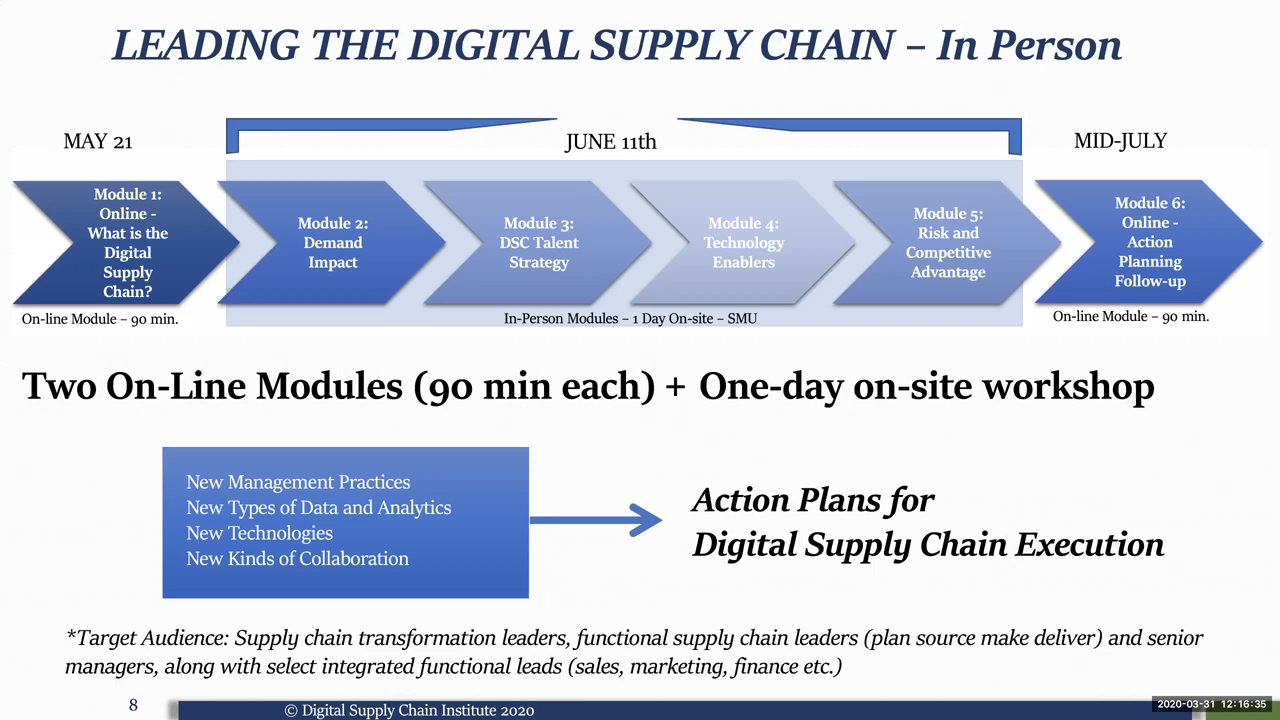 LEADING THE DIGITAL SUPPLY CHAIN – In Person
MAY 21
JUNE 11th
MID-JULY
Module 1:
Online -
What is the
Digital
Supply
Chain?
Module 2:
Demand
Impact
Module 3:
DSC Talent
Strategy
Module 4:
Technology
Enablers
Module 5:
Risk and
Competitive
Advantage
Module 6:
Online -
Action
Planning
Follow-up
On-line Module – 90 min.
In-Person Modules – 1 Day On-site – SMU
On-line Module – 90 min.
Two On-Line Modules (90 min each) + One-day on-site workshop
New Management Practices
New Types of Data and Analytics
New Technologies
New Kinds of Collaboration
Action Plans for
Digital Supply Chain Execution
*Target Audience: Supply chain transformation leaders, functional supply chain leaders (plan source make deliver) and senior
managers, along with select integrated functional leads (sales, marketing, finance etc.)
8
© Digital Supply Chain Institute 2020
2020-03-31 12:16:35